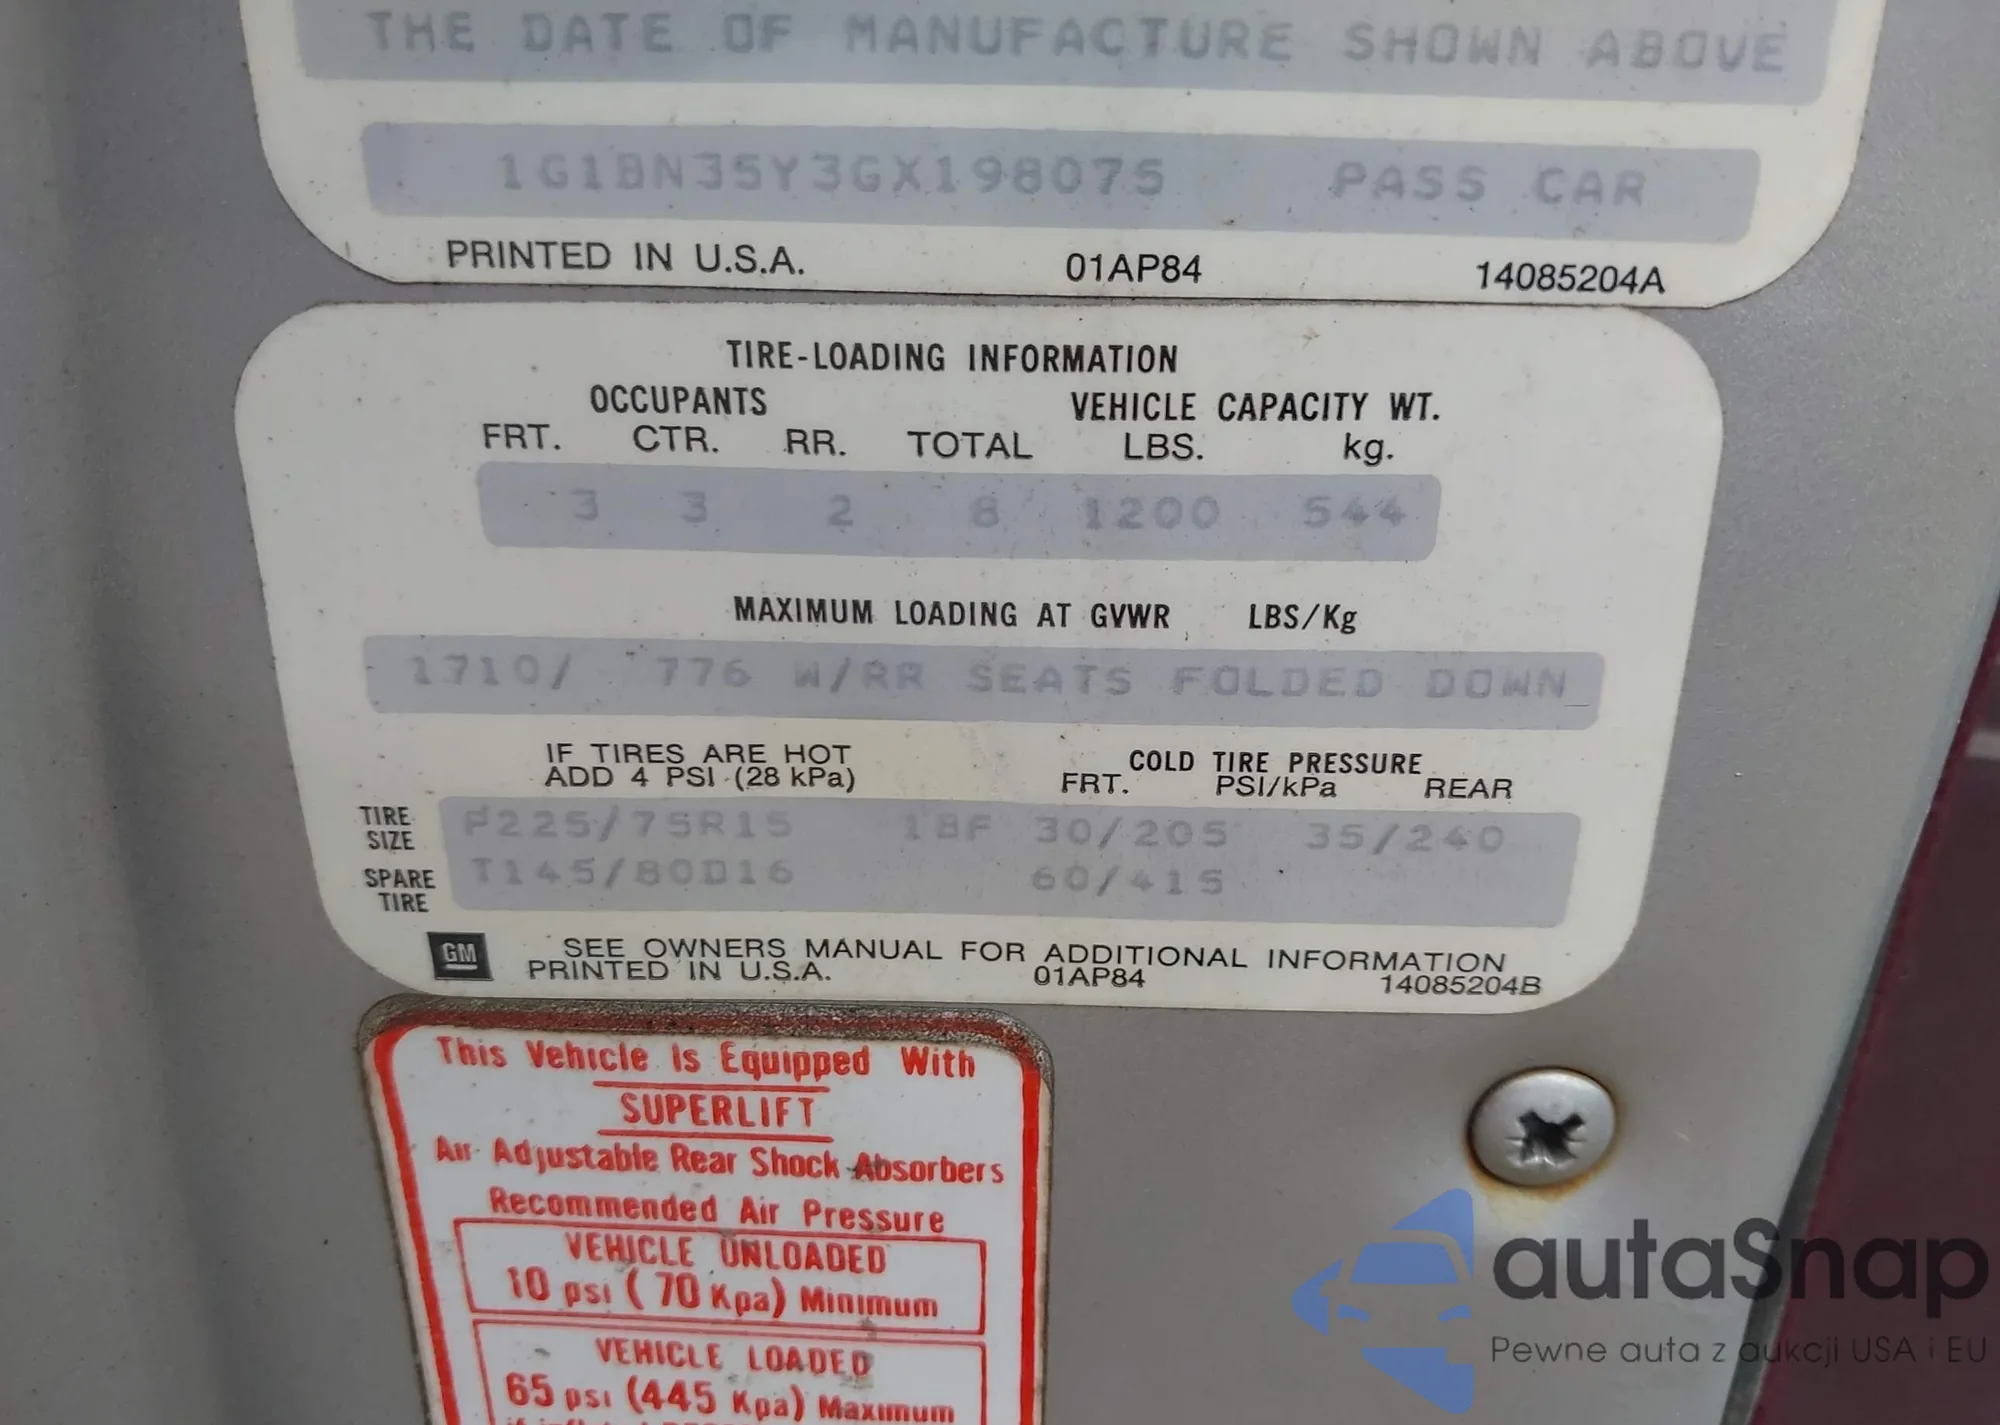 THE DATE OF MANUFACTURE SHOWN ABOVE
1G1BN35Y3GX198075 PASS CAR
PRINTED IN U.S.A. 01AP84 14085204A
TIRE-LOADING INFORMATION
OCCUPANTS VEHICLE CAPACITY WT.
FRT. CTR. RR. TOTAL LBS. kg.
3 3 2 8 1200 544
MAXIMUM LOADING AT GVWR LBS/Kg
1710/ 776 W/RR SEATS FOLDED DOWN
IF TIRES ARE HOT COLD TIRE PRESSURE
ADD 4 PSI (28 kPa) FRT. PSI/kPa REAR
TIRE SIZE P225/75R15 18F 30/205 35/240
SPARE TIRE T145/80D16 60/415
GM SEE OWNERS MANUAL FOR ADDITIONAL INFORMATION
PRINTED IN U.S.A. 01AP84 14085204B
This Vehicle Is Equipped With
SUPERLIFT
Air Adjustable Rear Shock Absorbers
Recommended Air Pressure
VEHICLE UNLOADED
10 psi (70 Kpa) Minimum
VEHICLE LOADED
65 psi (445 Kpa) Maximum
autaSnap
Pewne auta z aukcji USA i EU